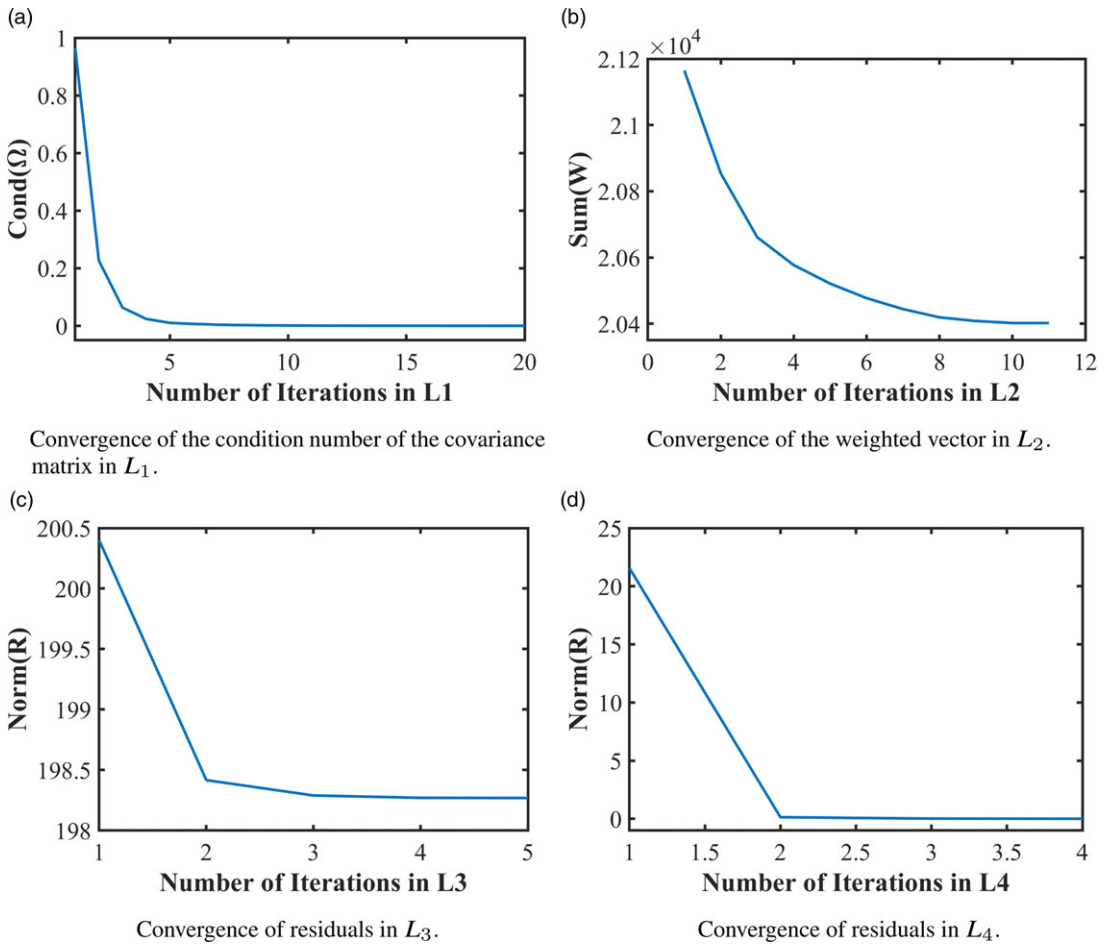 (a)
1
0.8
0.6
0.4
0.2
0
Cond(Ω)
5 10 15 20
Number of Iterations in L1
Convergence of the condition number of the covariance
matrix in L₁.
(b)
×10⁴
2.12
2.1
2.08
2.06
2.04
Sum(W)
0 2 4 6 8 10 12
Number of Iterations in L2
Convergence of the weighted vector in L₂.
(c)
200.5
200
199.5
199
198.5
198
Norm(R)
1 2 3 4 5
Number of Iterations in L3
Convergence of residuals in L₃.
(d)
25
20
15
10
5
0
Norm(R)
1 1.5 2 2.5 3 3.5 4
Number of Iterations in L4
Convergence of residuals in L₄.